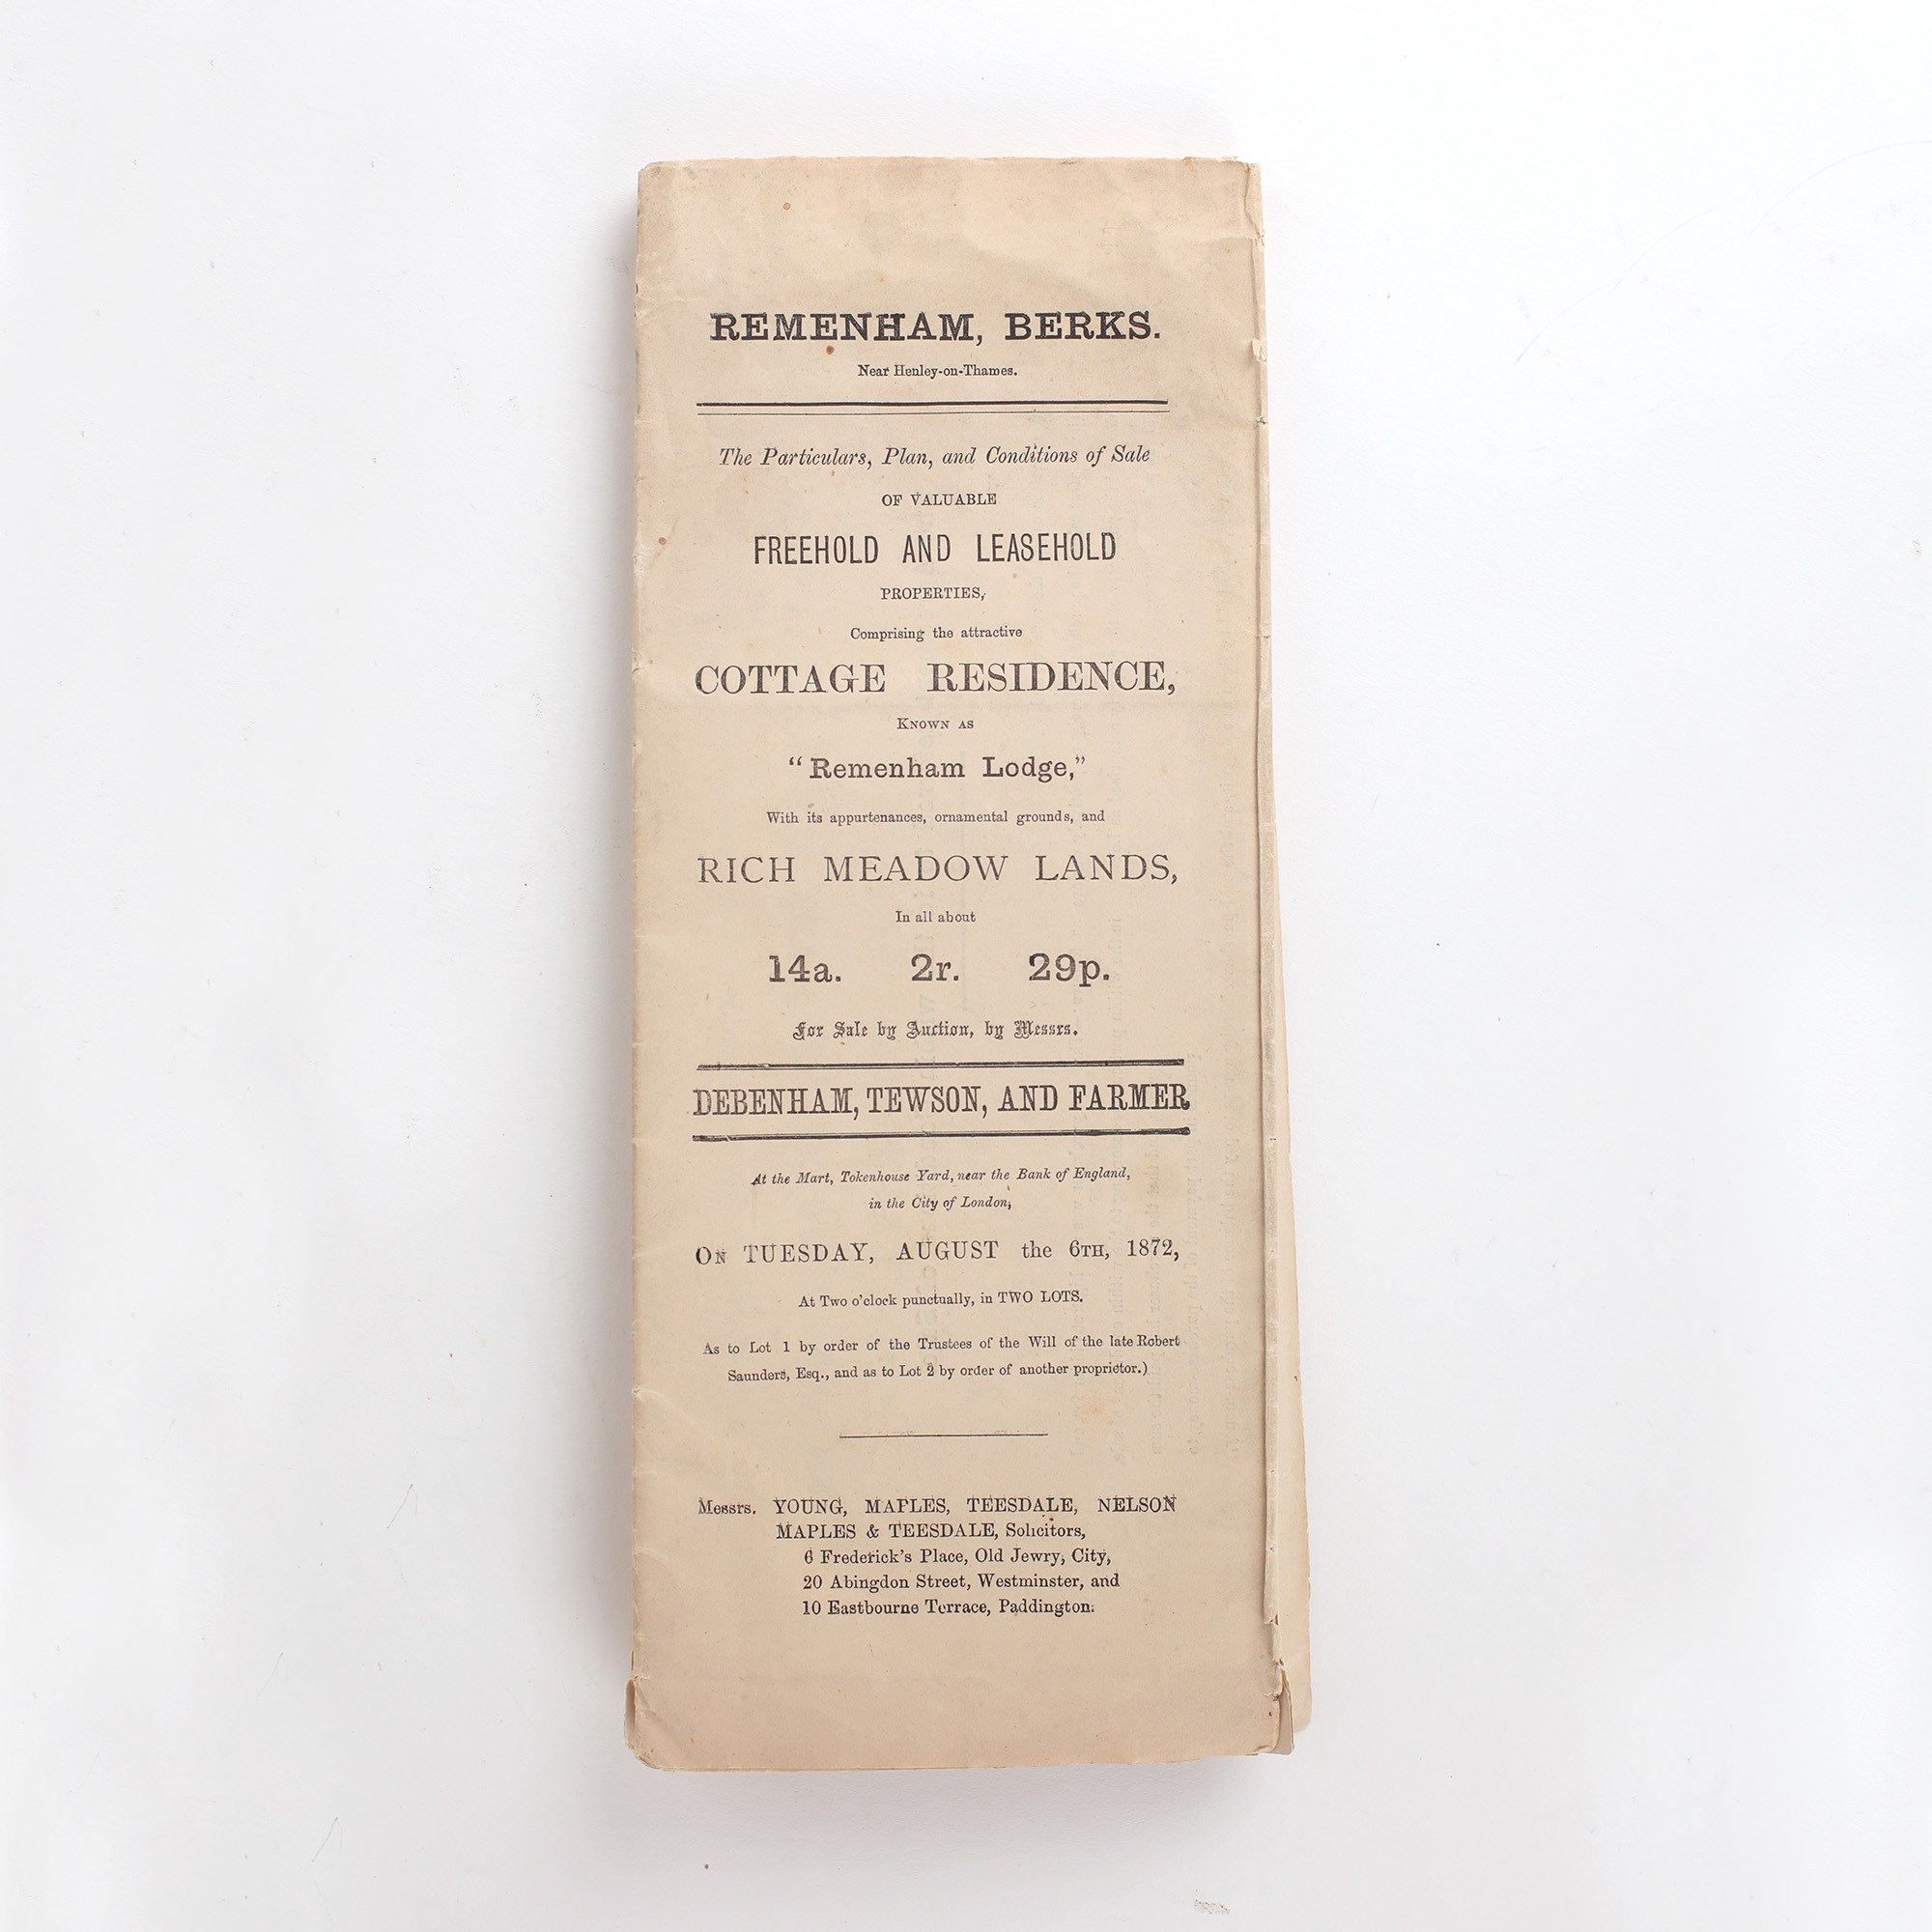 REMENHAM, BERKS.
Near Henley-on-Thames.
The Particulars, Plan, and Conditions of Sale
OF VALUABLE
FREEHOLD AND LEASEHOLD
PROPERTIES,
Comprising the attractive
COTTAGE RESIDENCE,
KNOWN AS
"Remenham Lodge,"
With its appurtenances, ornamental grounds, and
RICH MEADOW LANDS,
In all about
14a. 2r. 29p.
For Sale by Auction, by Messrs.
DEBENHAM, TEWSON, AND FARMER
At the Mart, Tokenhouse Yard, near the Bank of England,
in the City of London,
ON TUESDAY, AUGUST the 6TH, 1872,
At Two o'clock punctually, in TWO LOTS.
As to Lot 1 by order of the Trustees of the Will of the late Robert
Saunders, Esq., and as to Lot 2 by order of another proprietor.)
Messrs. YOUNG, MAPLES, TEESDALE, NELSON
MAPLES & TEESDALE, Solicitors,
6 Frederick's Place, Old Jewry, City,
20 Abingdon Street, Westminster, and
10 Eastbourne Terrace, Paddington.